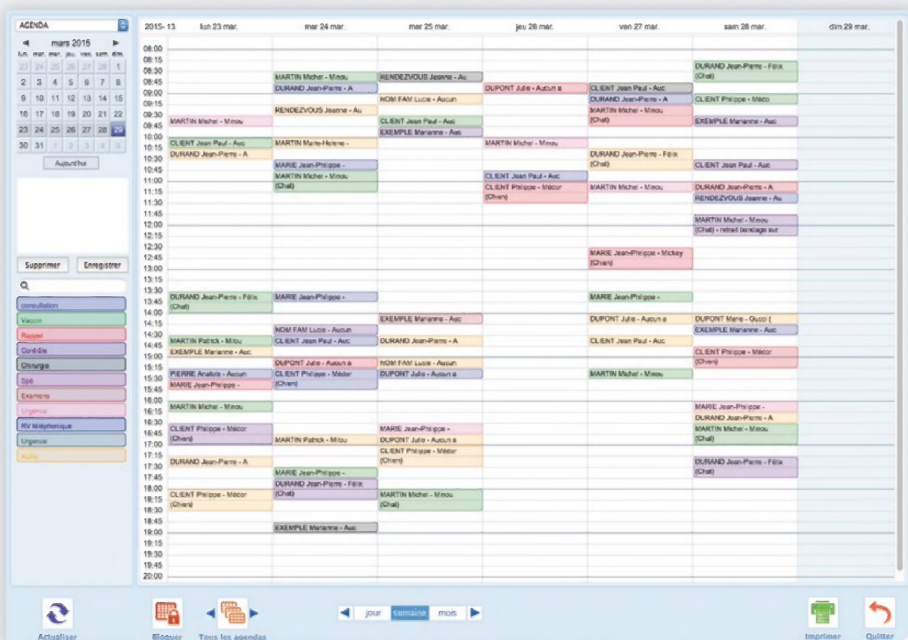 AGENDA
mars 2015
lun. mar. mer. jeu. ven. sam. dim.
23 24 25 26 27 28 1
2 3 4 5 6 7 8
9 10 11 12 13 14 15
16 17 18 19 20 21 22
23 24 25 26 27 28 29
30 31 1 2 3 4 5
Aujourd'hui
Supprimer Enregistrer
consultation
Vaccin
Rappel
Contrôle
Chirurgie
Spé
Examens
Urgence
RV téléphonique
Urgence
Autre
2015- 13 lun 23 mar. mar 24 mar. mer 25 mar. jeu 26 mar. ven 27 mar. sam 28 mar. dim 29 mar.
08:00
08:15
08:30
08:45
09:00
09:15
09:30
09:45
10:00
10:15
10:30
10:45
11:00
11:15
11:30
11:45
12:00
12:15
12:30
12:45
13:00
13:15
13:30
13:45
14:00
14:15
14:30
14:45
15:00
15:15
15:30
15:45
16:00
16:15
16:30
16:45
17:00
17:15
17:30
17:45
18:00
18:15
18:30
18:45
19:00
19:15
19:30
19:45
20:00
MARTIN Michel - Minou
CLIENT Jean Paul - Auc
DURAND Jean-Pierre - A
DURAND Jean-Pierre - Félix
(Chat)
MARTIN Patrick - Mitou
EXEMPLE Marianne - Auc
PIERRE Anatole - Aucun
MARIE Jean-Philippe -
MARTIN Michel - Minou
CLIENT Philippe - Médor
(Chien)
DURAND Jean-Pierre - A
CLIENT Philippe - Médor
(Chien)
MARTIN Michel - Minou
DURAND Jean-Pierre - A
RENDEZVOUS Jeanne - Au
MARTIN Marie-Helene -
MARIE Jean-Philippe -
MARTIN Michel - Minou
(Chat)
MARIE Jean-Philippe -
NOM FAM Lucie - Aucun
CLIENT Jean Paul - Auc
DUPONT Julie - Aucun a
CLIENT Philippe - Médor
(Chien)
MARTIN Patrick - Mitou
MARIE Jean-Philippe -
DURAND Jean-Pierre - Félix
(Chat)
EXEMPLE Marianne - Auc
RENDEZVOUS Jeanne - Au
NOM FAM Lucie - Aucun
CLIENT Jean Paul - Auc
EXEMPLE Marianne - Auc
EXEMPLE Marianne - Auc
DURAND Jean-Pierre - A
NOM FAM Lucie - Aucun
DUPONT Julie - Aucun a
MARIE Jean-Philippe -
DUPONT Julie - Aucun a
CLIENT Philippe - Médor
(Chien)
MARTIN Michel - Minou
(Chat)
DUPONT Julie - Aucun a
MARTIN Michel - Minou
CLIENT Jean Paul - Auc
CLIENT Philippe - Médor
(Chien)
CLIENT Jean Paul - Auc
DURAND Jean-Pierre - A
MARTIN Michel - Minou
(Chat)
DURAND Jean-Pierre - Félix
(Chat)
MARTIN Michel - Minou
MARIE Jean-Philippe - Mickey
(Chien)
MARIE Jean-Philippe -
DUPONT Julie - Aucun a
CLIENT Jean Paul - Auc
MARTIN Michel - Minou
DURAND Jean-Pierre - Félix
(Chat)
CLIENT Philippe - Médo
EXEMPLE Marianne - Auc
CLIENT Jean Paul - Auc
DURAND Jean-Pierre - A
RENDEZVOUS Jeanne - Au
MARTIN Michel - Minou
(Chat) - retrait bandage sur
DUPONT Marie - Gucci (
EXEMPLE Marianne - Auc
CLIENT Philippe - Médor
(Chien)
MARIE Jean-Philippe -
DURAND Jean-Pierre - A
MARTIN Michel - Minou
(Chat)
DURAND Jean-Pierre - Félix
(Chat)
jour semaine mois
Actualiser Bloquer Tous les agendas Imprimer Quitter